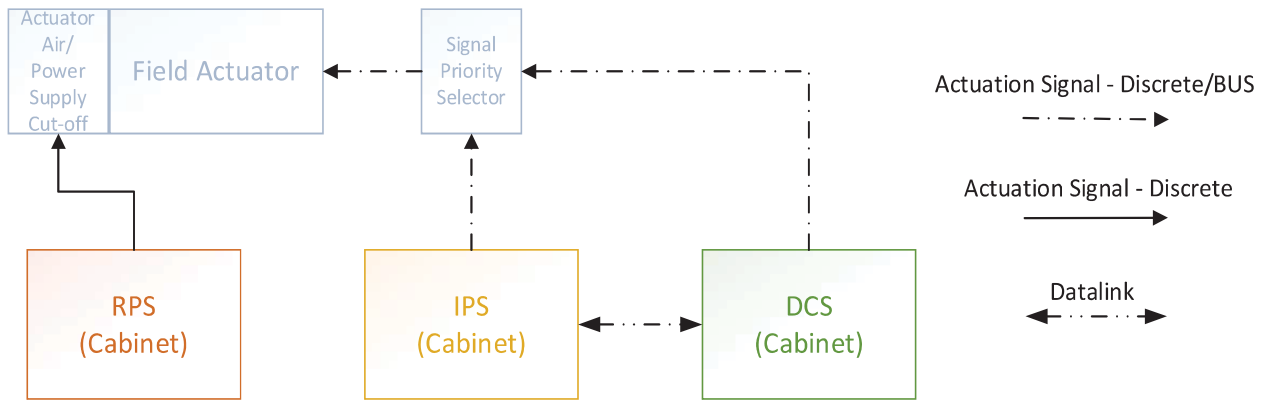 Actuator
Air/
Power
Supply
Cut-off
Field Actuator
Signal
Priority
Selector
Actuation Signal - Discrete/BUS
Actuation Signal - Discrete
Datalink
RPS
(Cabinet)
IPS
(Cabinet)
DCS
(Cabinet)